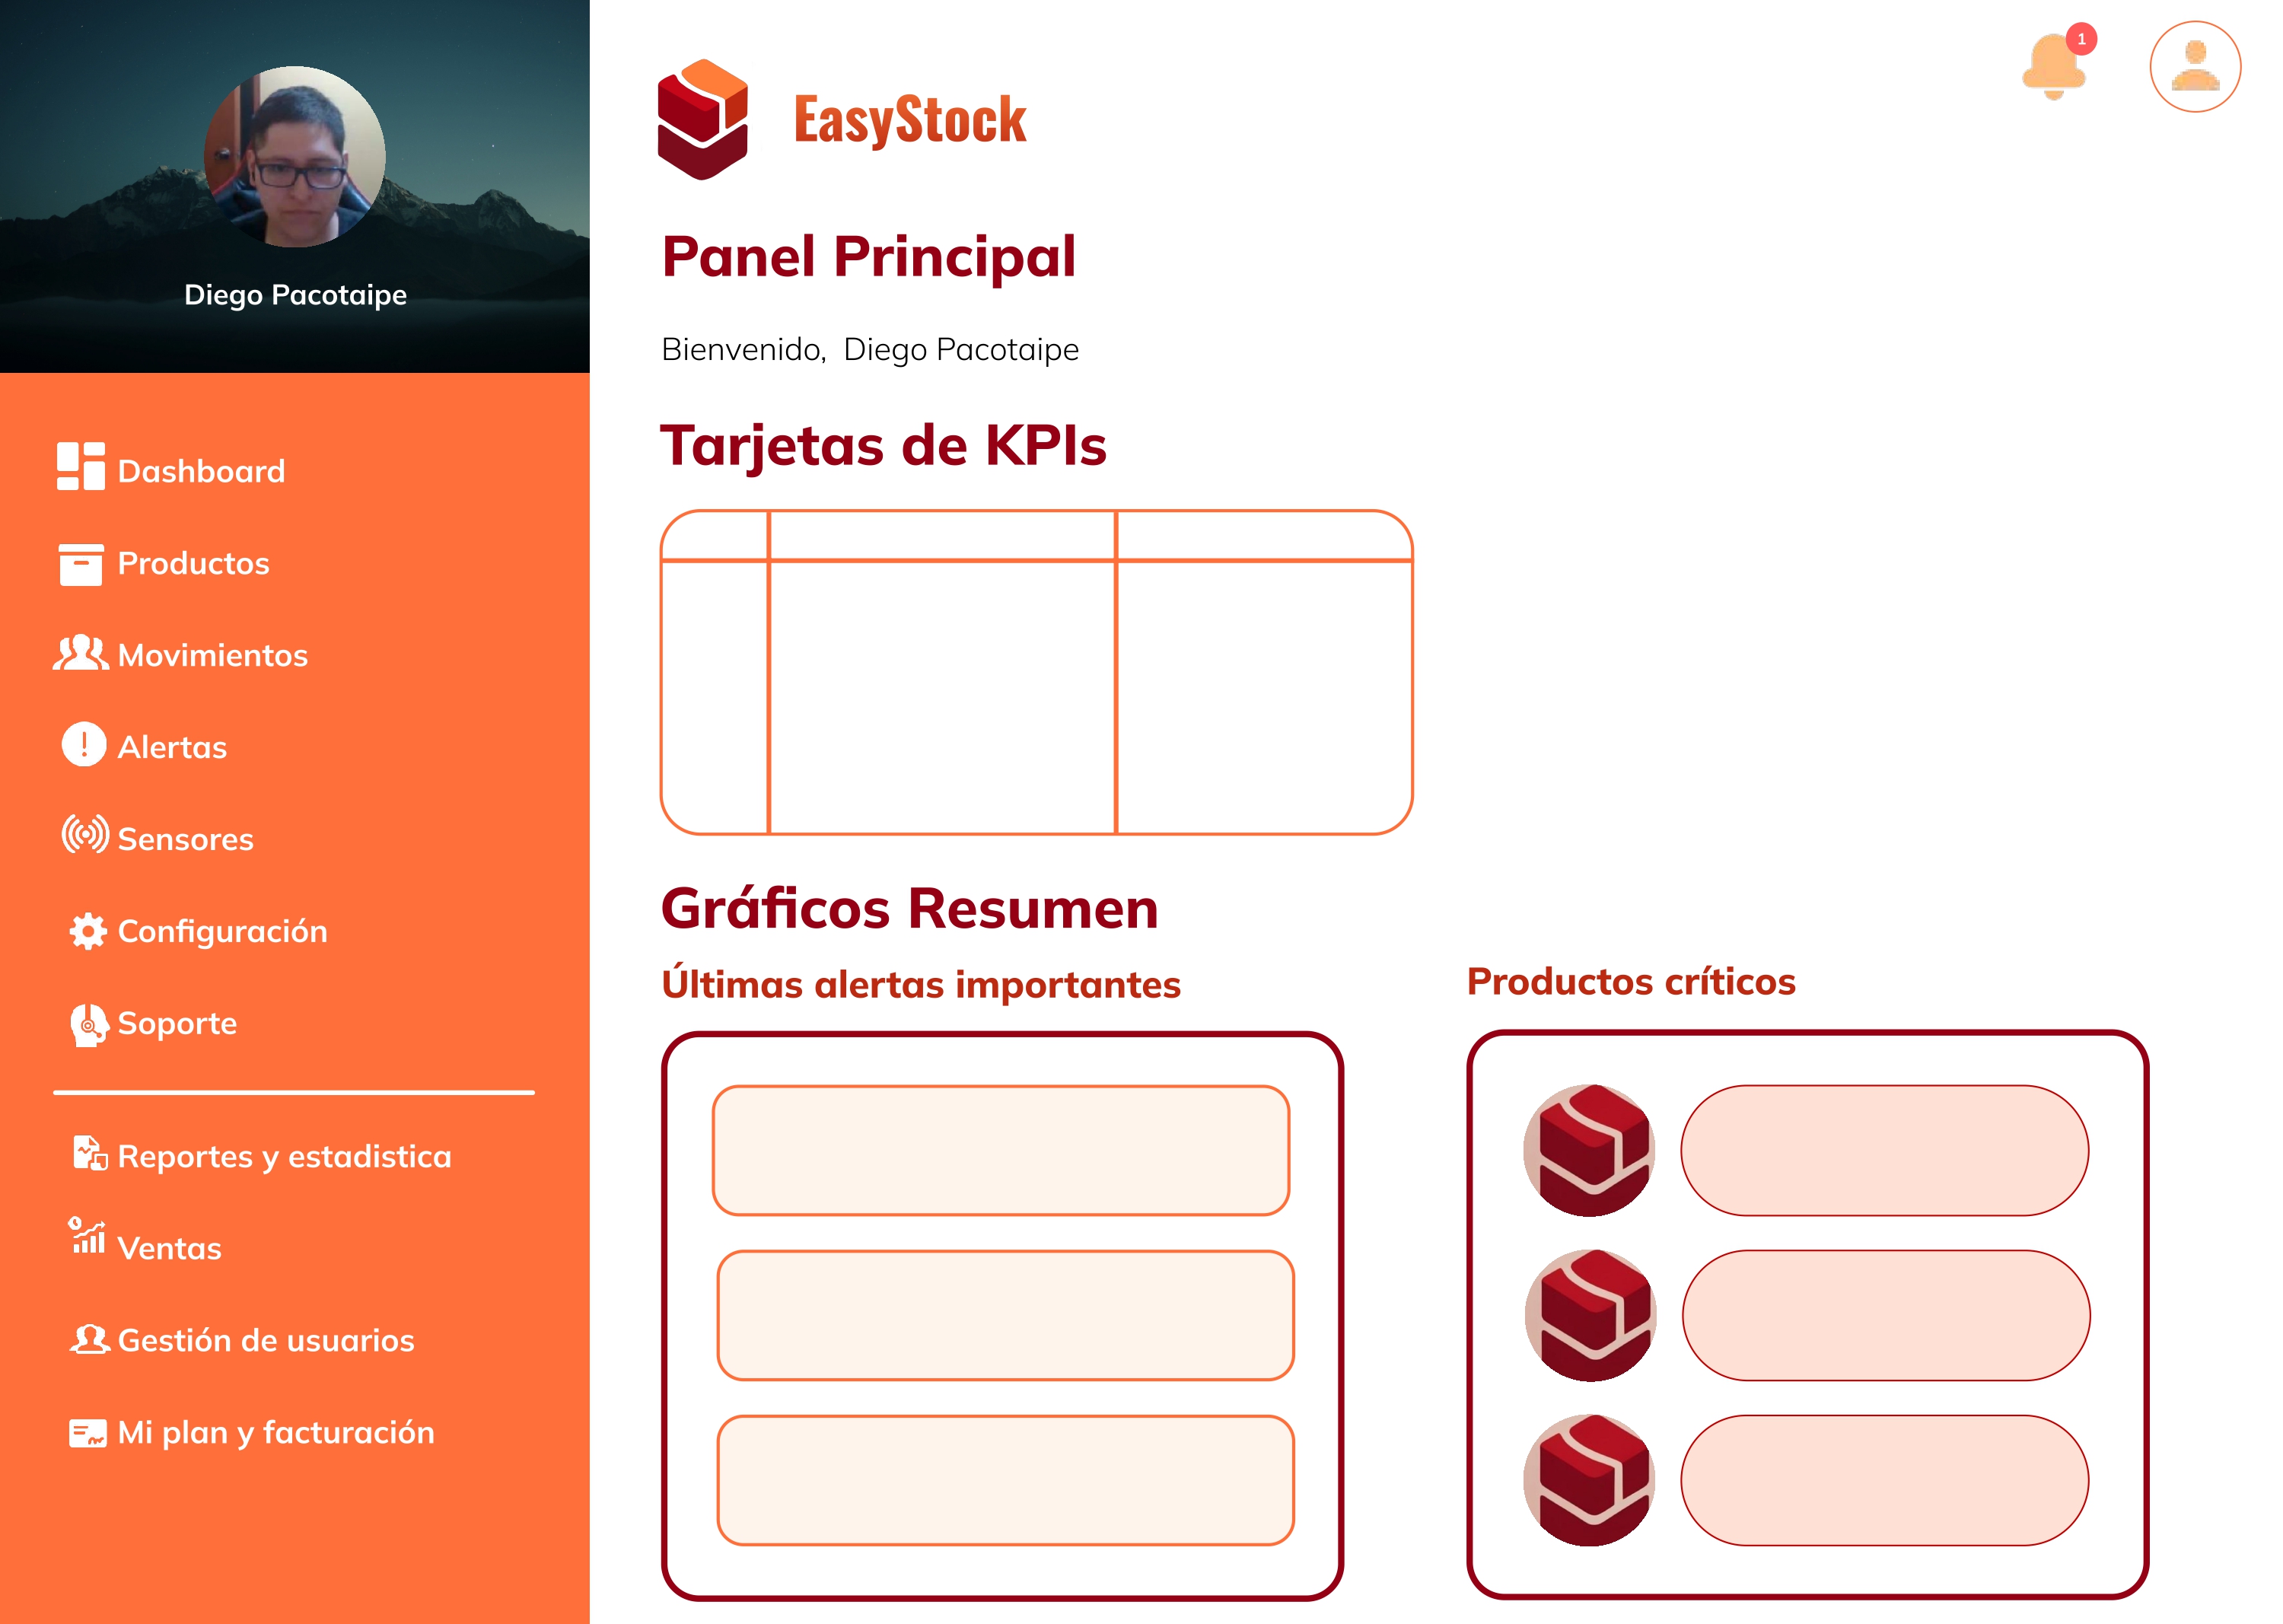 Diego Pacotaipe
Dashboard
Productos
Movimientos
Alertas
Sensores
Configuración
Soporte
Reportes y estadistica
Ventas
Gestión de usuarios
Mi plan y facturación
1
EasyStock
Panel Principal
Bienvenido, Diego Pacotaipe
Tarjetas de KPIs
Gráficos Resumen
Últimas alertas importantes
Productos críticos